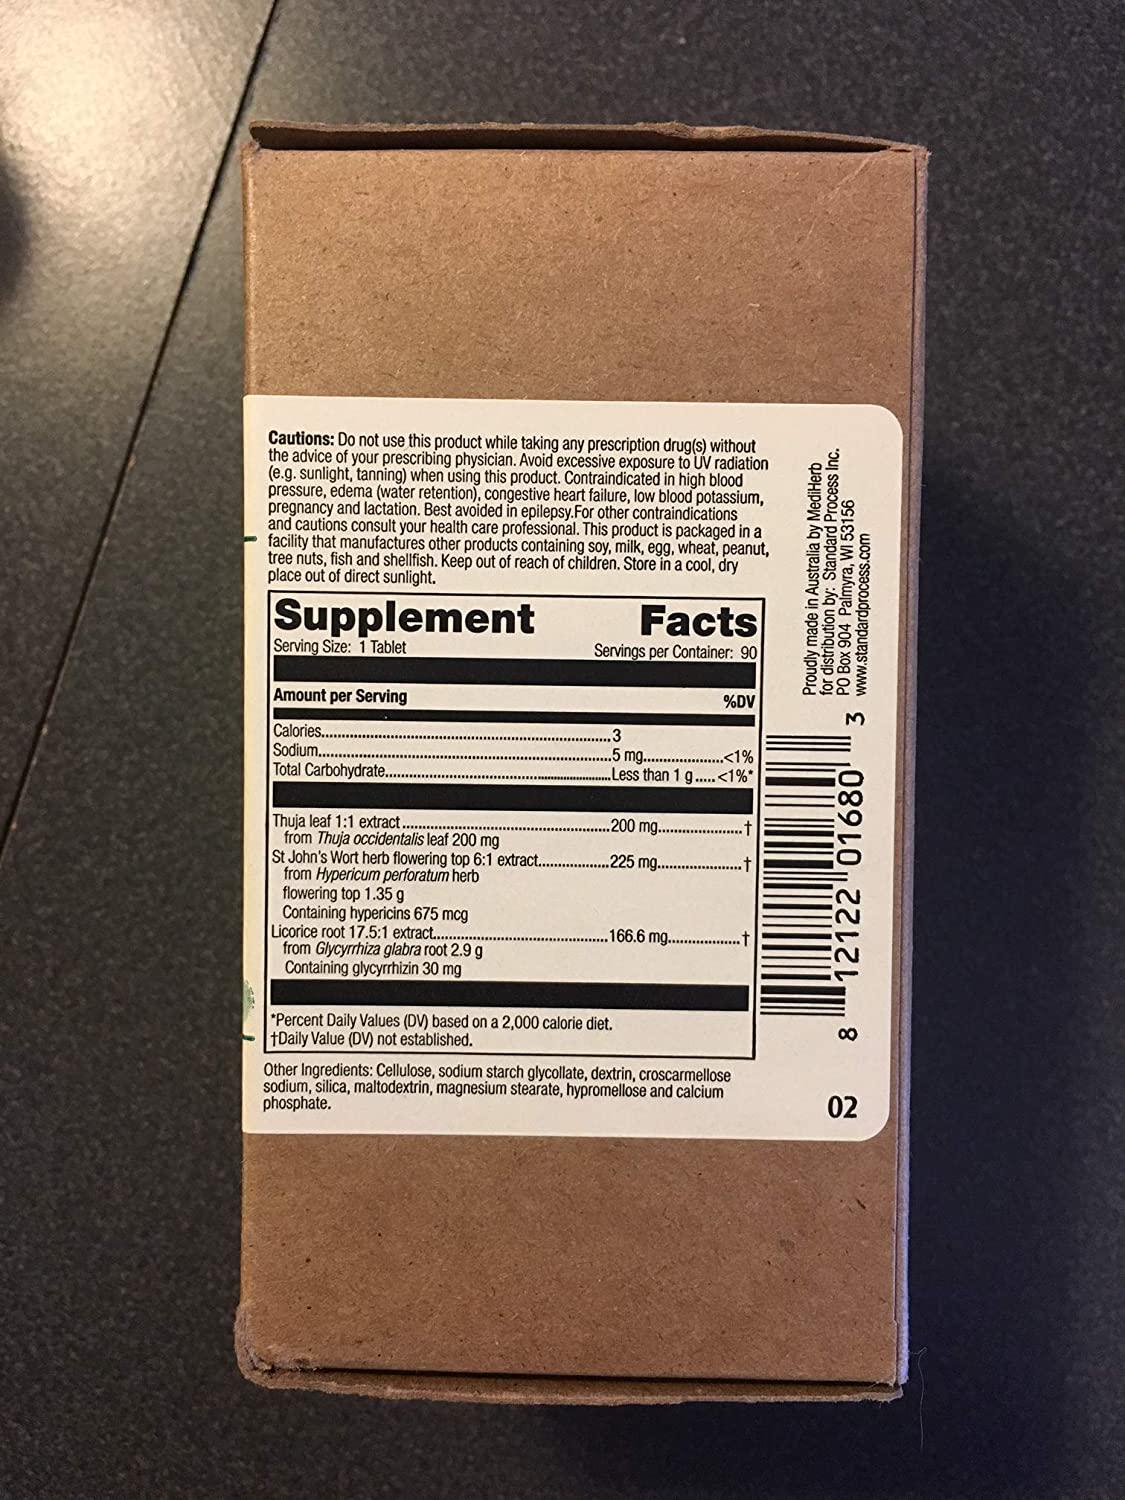 Cautions: Do not use this product while taking any prescription drug(s) without
the advice of your prescribing physician. Avoid excessive exposure to UV radiation
(e.g. sunlight, tanning) when using this product. Contraindicated in high blood
pressure, edema (water retention), congestive heart failure, low blood potassium,
pregnancy and lactation. Best avoided in epilepsy.For other contraindications
and cautions consult your health care professional. This product is packaged in a
facility that manufactures other products containing soy, milk, egg, wheat, peanut,
tree nuts, fish and shellfish. Keep out of reach of children. Store in a cool, dry
place out of direct sunlight.
Supplement Facts
Serving Size: 1 Tablet Servings per Container: 90
Amount per Serving %DV
Calories.....3
Sodium.....5 mg.....<1%
Total Carbohydrate.....Less than 1 g.....<1%*
Thuja leaf 1:1 extract.....200 mg.....†
from Thuja occidentalis leaf 200 mg
St John's Wort herb flowering top 6:1 extract.....225 mg.....†
from Hypericum perforatum herb
flowering top 1.35 g
Containing hypericins 675 mcg
Licorice root 17.5:1 extract.....166.6 mg.....†
from Glycyrrhiza glabra root 2.9 g
Containing glycyrrhizin 30 mg
*Percent Daily Values (DV) based on a 2,000 calorie diet.
†Daily Value (DV) not established.
Other Ingredients: Cellulose, sodium starch glycollate, dextrin, croscarmellose
sodium, silica, maltodextrin, magnesium stearate, hypromellose and calcium
phosphate.
Proudly made in Australia by MediHerb
for distribution by: Standard Process Inc.
PO Box 904 Palmyra, WI 53156
www.standardprocess.com
8 12122 01680 3
02